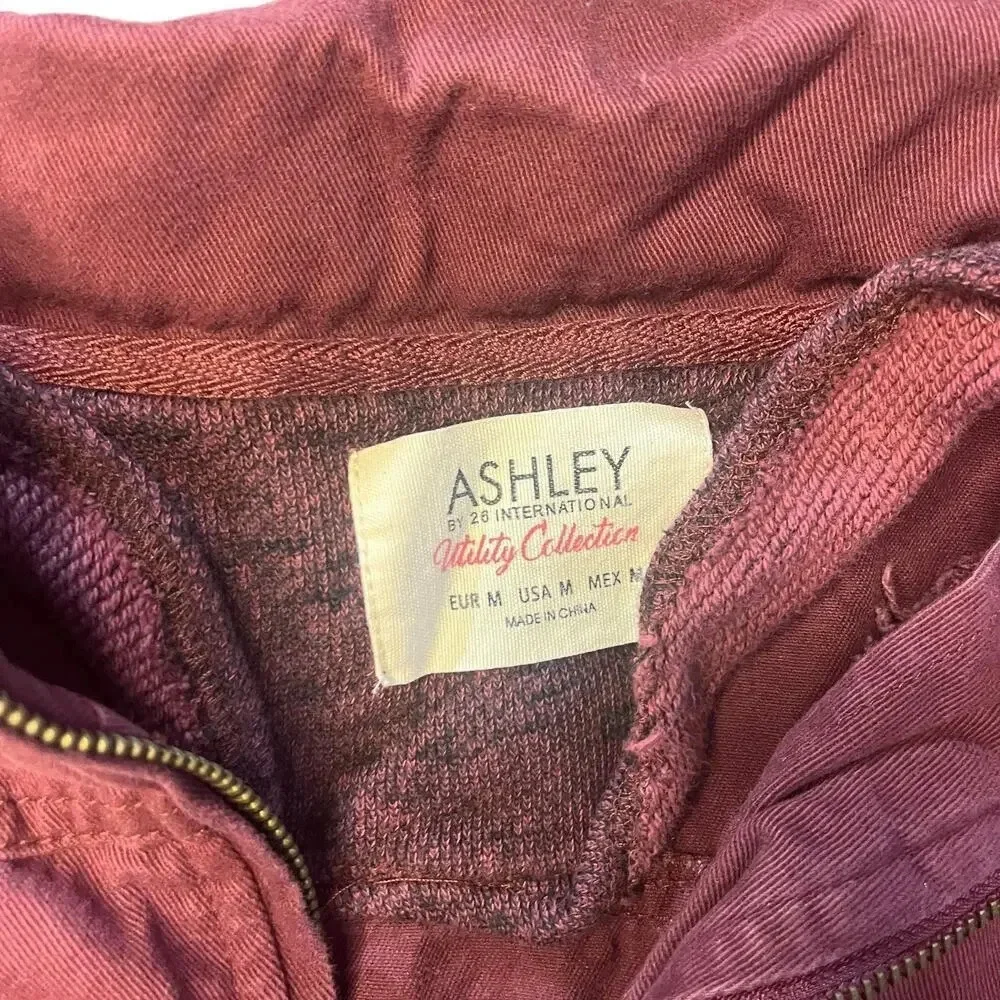 ASHLEY
BY 26 INTERNATIONAL
Utility Collection
EUR M USA M MEX M
MADE IN CHINA